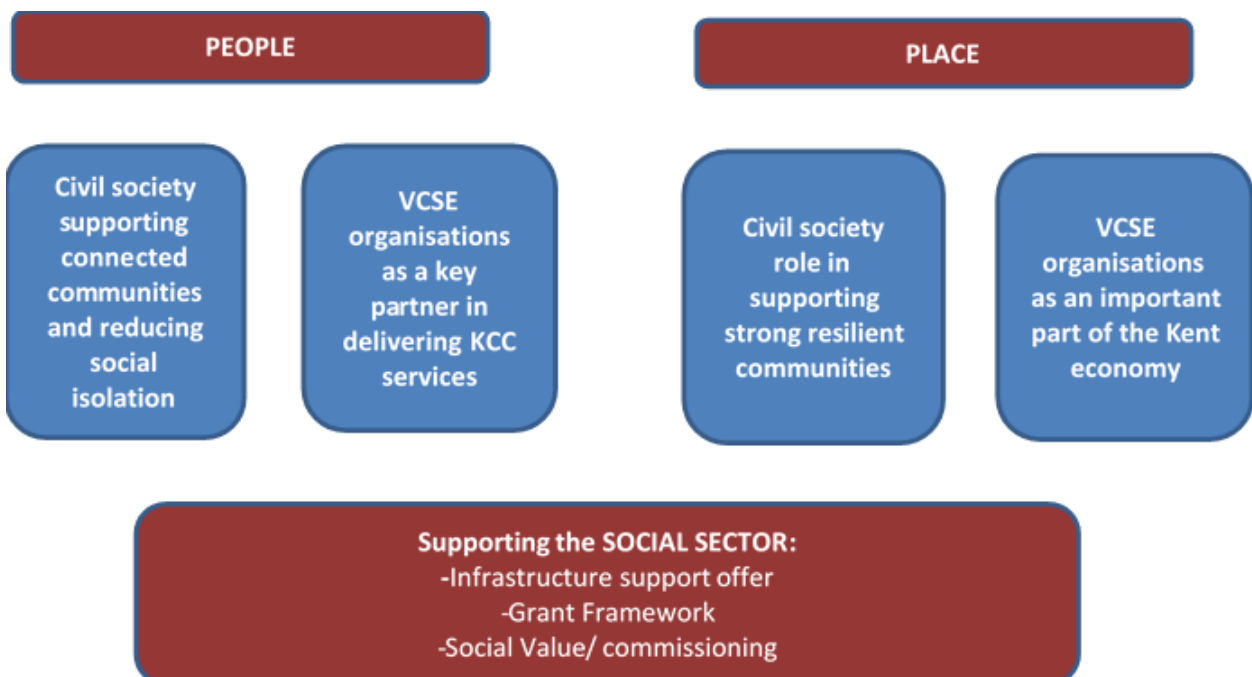 PEOPLE
PLACE
Civil society
supporting
connected
communities
and reducing
social
isolation
VCSE
organisations
as a key
partner in
delivering KCC
services
Civil society
role in
supporting
strong resilient
communities
VCSE
organisations
as an important
part of the Kent
economy
Supporting the SOCIAL SECTOR:
-Infrastructure support offer
-Grant Framework
-Social Value/ commissioning